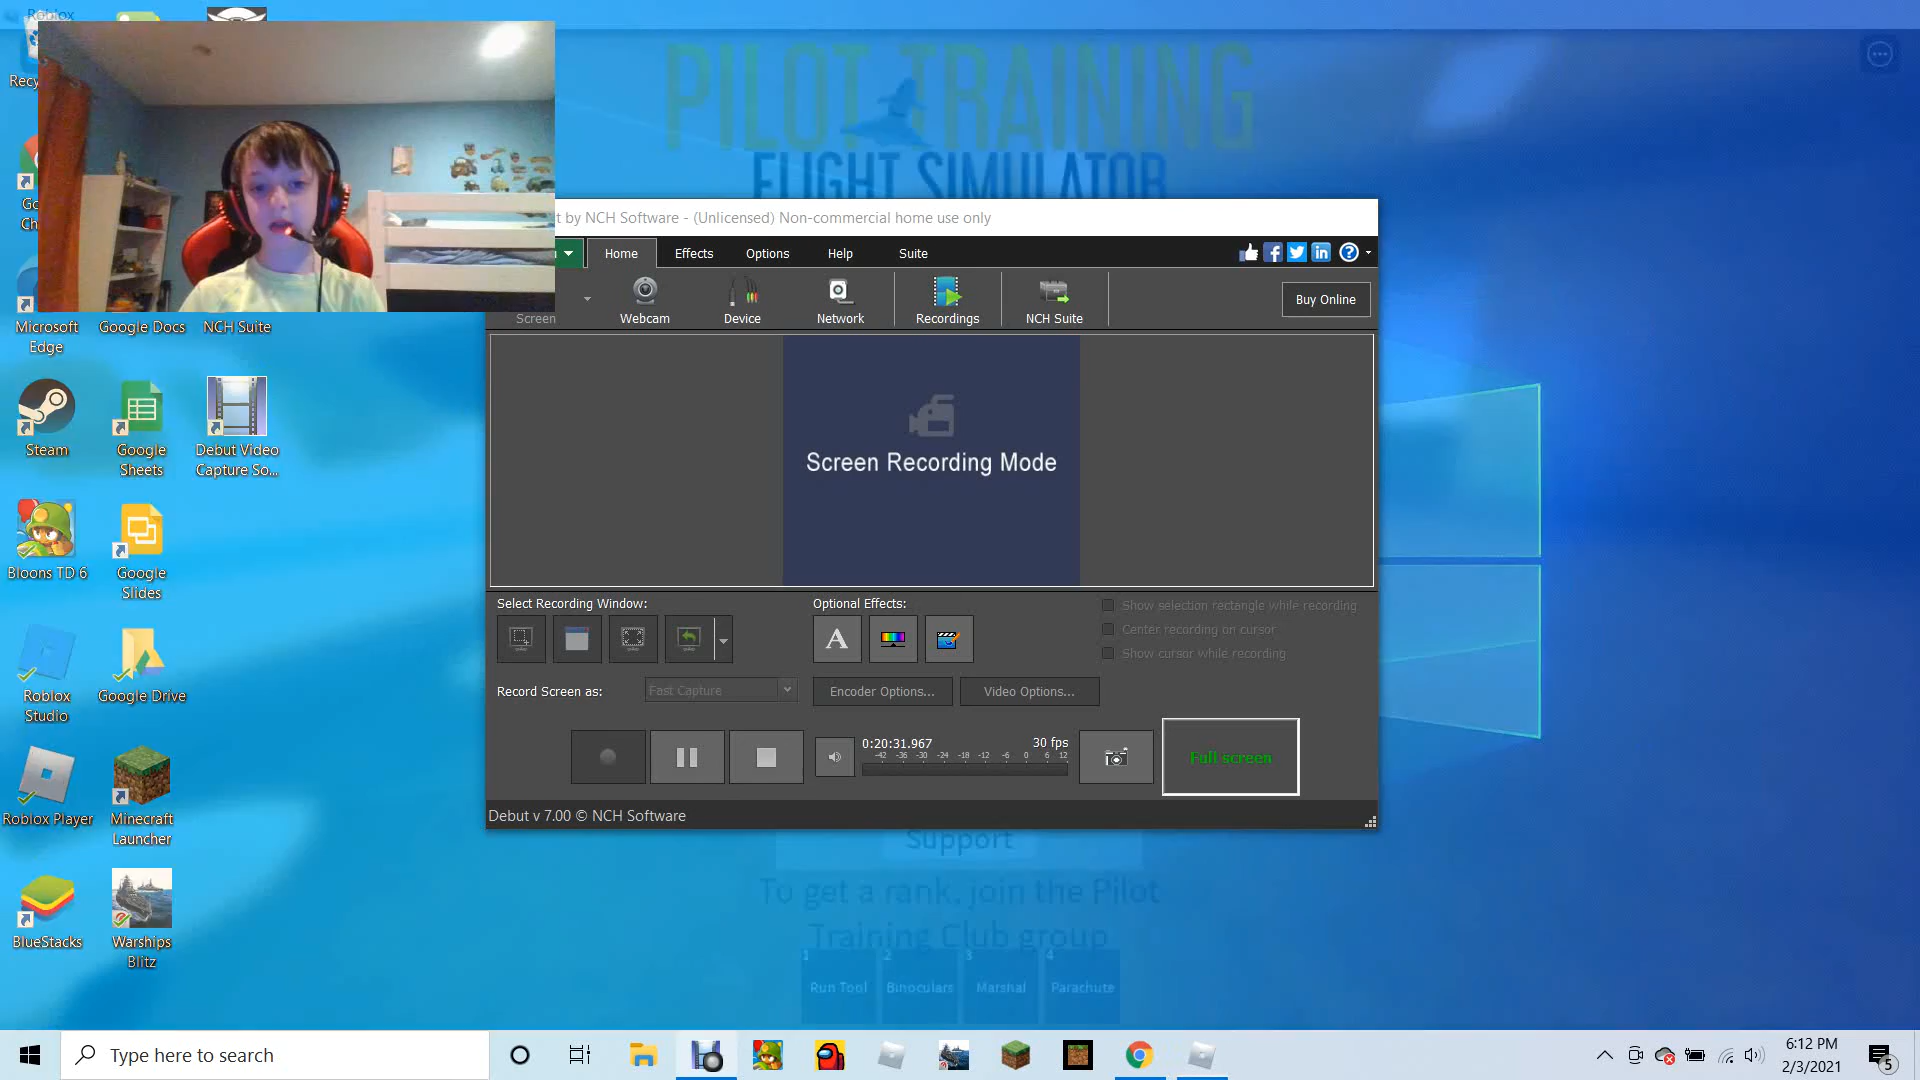 Roblox
PILOT TRAINING
FLIGHT SIMULATOR
t by NCH Software - (Unlicensed) Non-commercial home use only
Home
Effects
Options
Help
Suite
Screen
Webcam
Device
Network
Recordings
NCH Suite
Buy Online
Screen Recording Mode
Select Recording Window:
Optional Effects:
Show selection rectangle while recording
Center recording on cursor
Show cursor while recording
Record Screen as:
Fast Capture
Encoder Options...
Video Options...
0:20:31.967
30 fps
-42 -36 -30 -24 -18 -12 -6 0 6 12
Full screen
Debut v 7.00 © NCH Software
Recy
Go
Ch
Microsoft
Edge
Google Docs
NCH Suite
Steam
Google
Sheets
Debut Video
Capture So...
Bloons TD 6
Google
Slides
Roblox
Studio
Google Drive
Roblox Player
Minecraft
Launcher
BlueStacks
Warships
Blitz
Support
To get a rank, join the Pilot
Training Club group
1
2
3
4
Run Tool
Binoculars
Marshal
Parachute
Type here to search
6:12 PM
2/3/2021
5